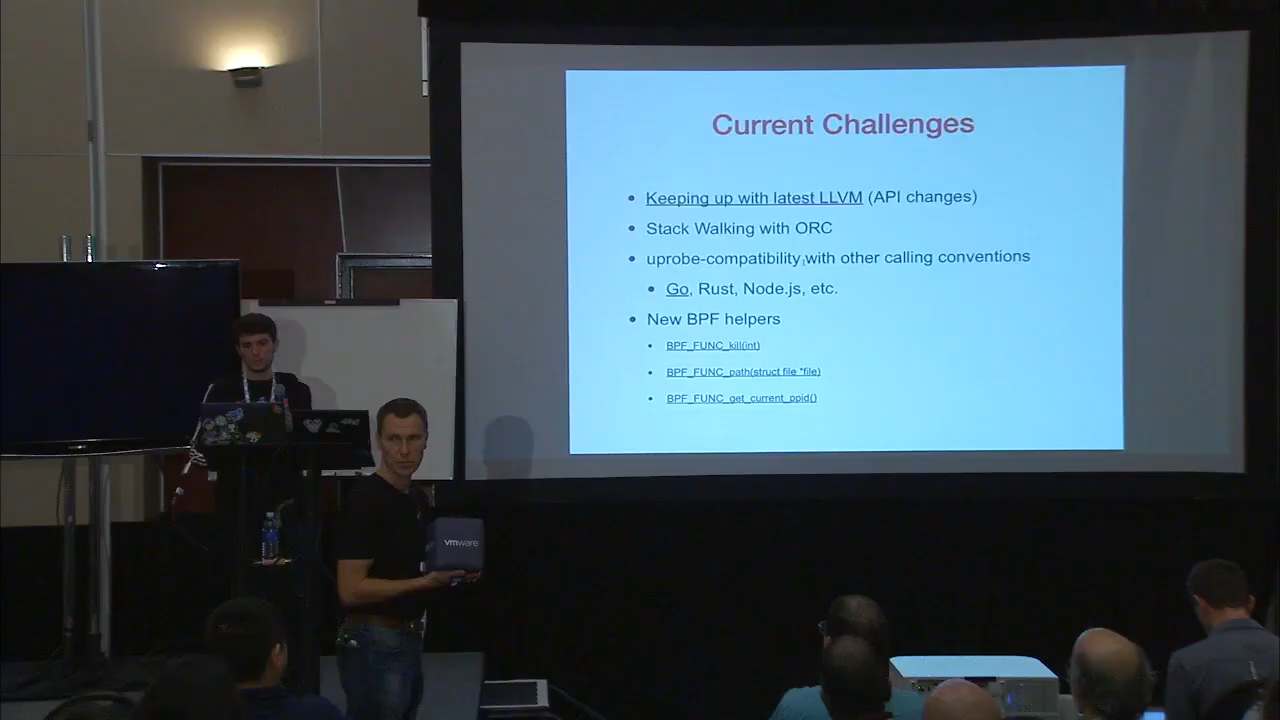 Current Challenges
• Keeping up with latest LLVM (API changes)
• Stack Walking with ORC
• uprobe-compatibility with other calling conventions
• Go, Rust, Node.js, etc.
• New BPF helpers
• BPF_FUNC_kill(int)
• BPF_FUNC_path(struct file *file)
• BPF_FUNC_get_current_ppid()
vmware